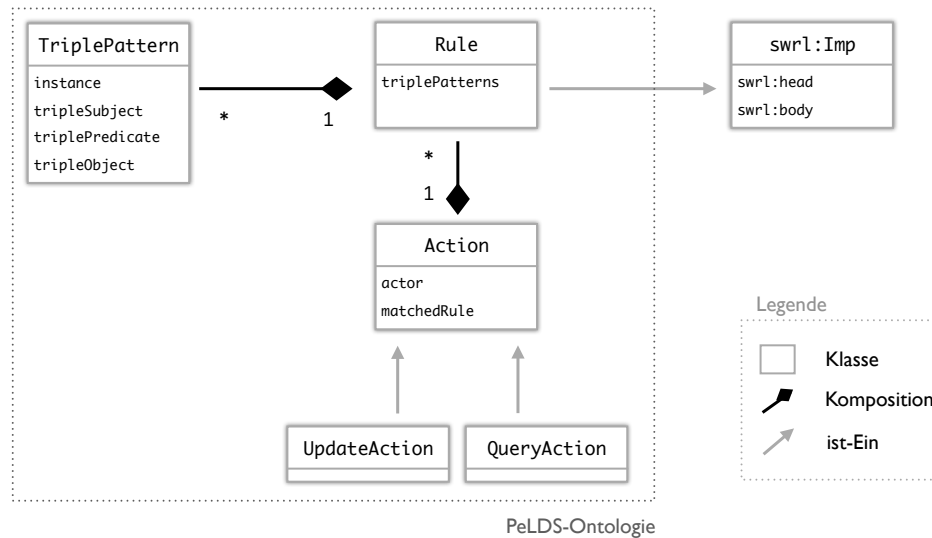 TriplePattern
instance
tripleSubject
triplePredicate
tripleObject
* 1
Rule
triplePatterns
swrl:Imp
swrl:head
swrl:body
*
1
Action
actor
matchedRule
UpdateAction
QueryAction
Legende
Klasse
Komposition
ist-Ein
PeLDS-Ontologie